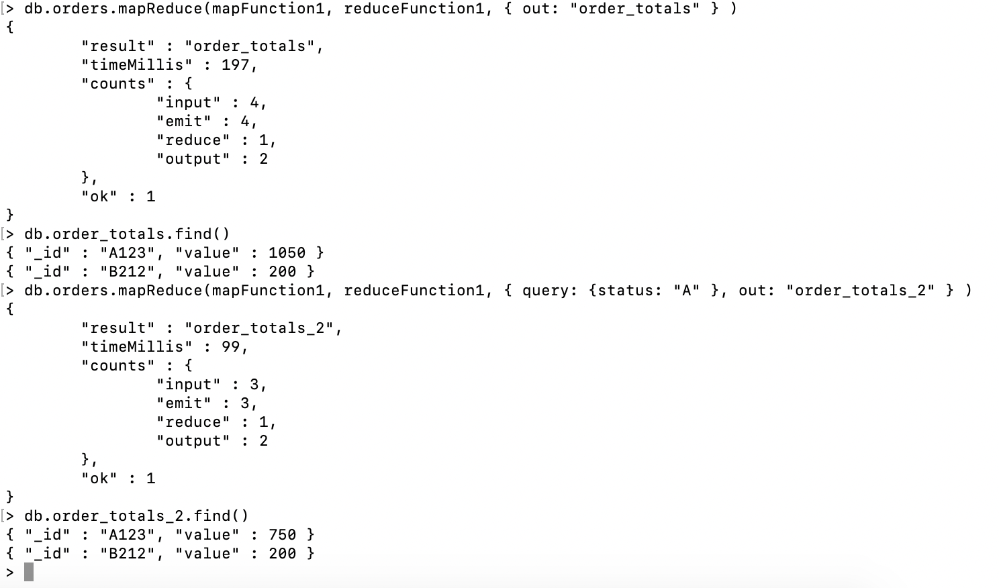 [> db.orders.mapReduce(mapFunction1, reduceFunction1, { out: "order_totals" } )
{
        "result" : "order_totals",
        "timeMillis" : 197,
        "counts" : {
                "input" : 4,
                "emit" : 4,
                "reduce" : 1,
                "output" : 2
        },
        "ok" : 1
}
[> db.order_totals.find()
{ "_id" : "A123", "value" : 1050 }
{ "_id" : "B212", "value" : 200 }
[> db.orders.mapReduce(mapFunction1, reduceFunction1, { query: {status: "A" }, out: "order_totals_2" } )
{
        "result" : "order_totals_2",
        "timeMillis" : 99,
        "counts" : {
                "input" : 3,
                "emit" : 3,
                "reduce" : 1,
                "output" : 2
        },
        "ok" : 1
}
[> db.order_totals_2.find()
{ "_id" : "A123", "value" : 750 }
{ "_id" : "B212", "value" : 200 }
>